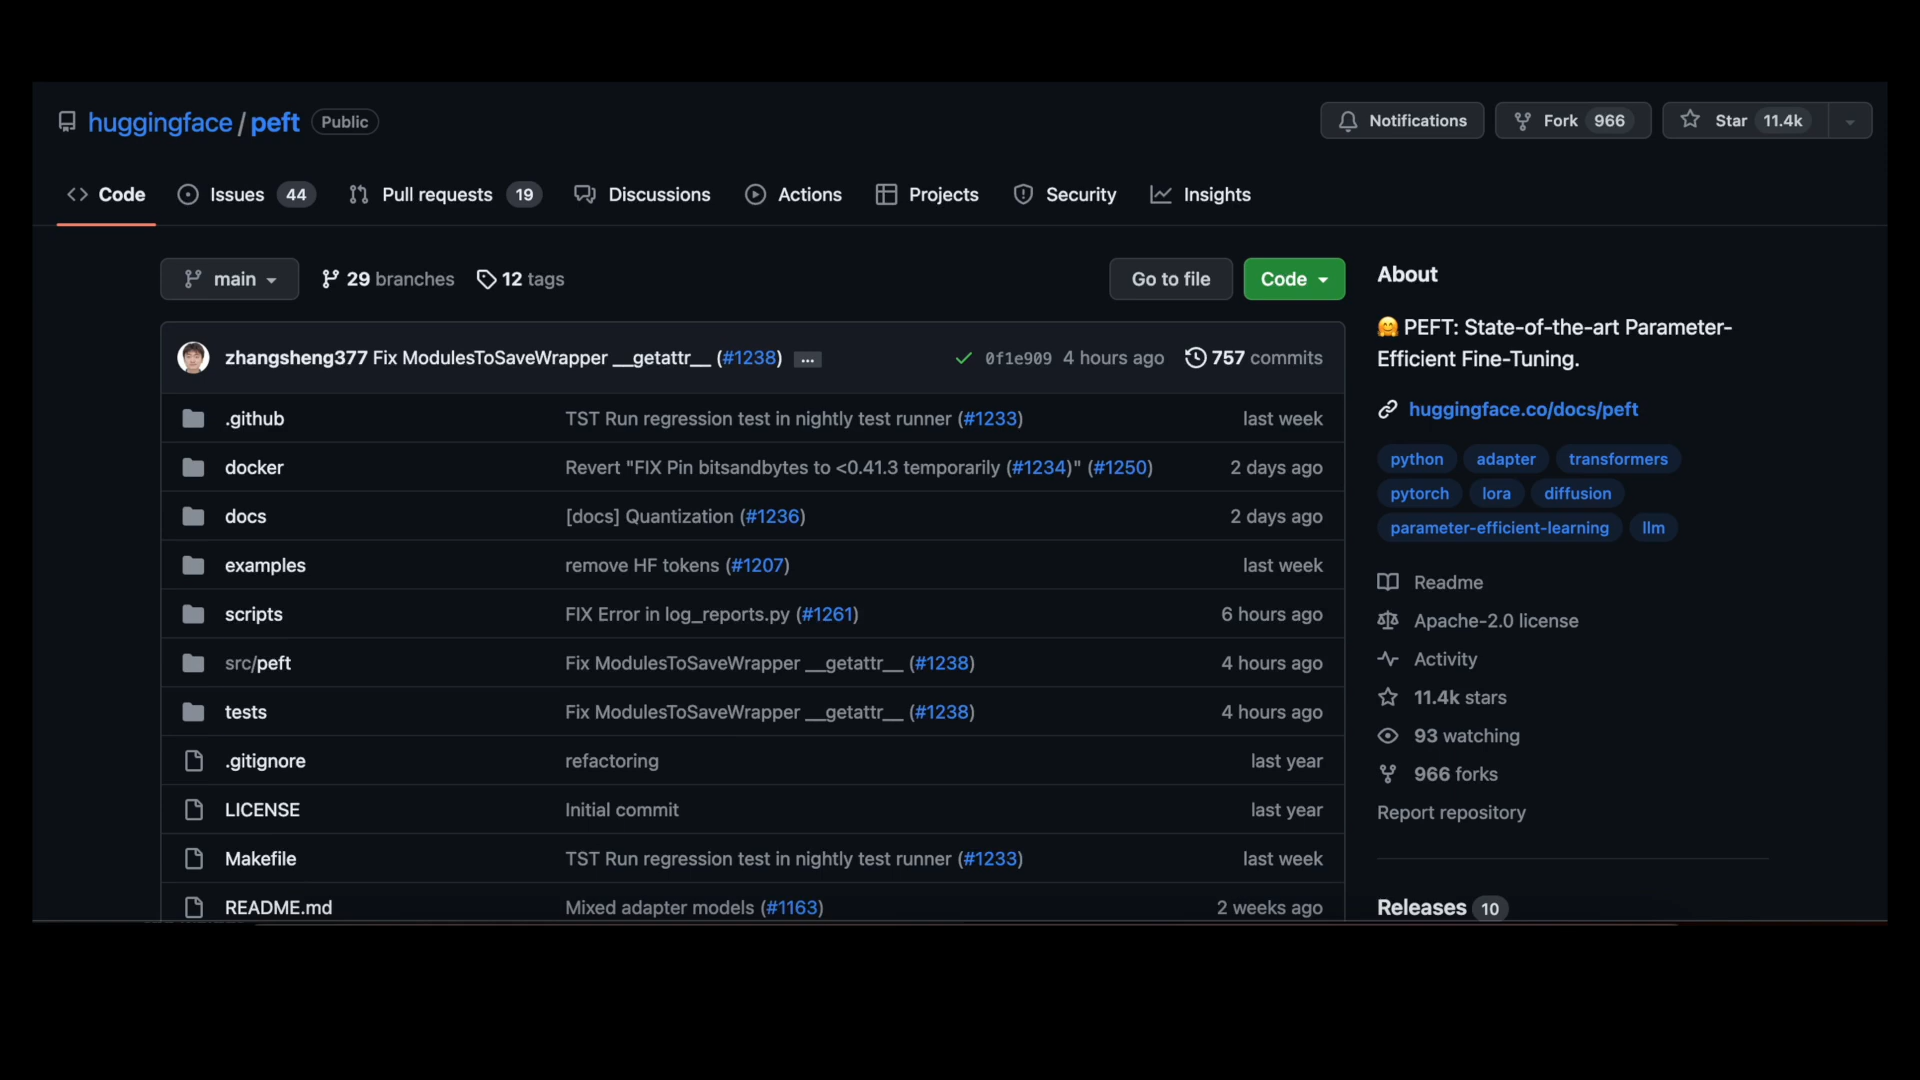 huggingface / peft Public Notifications Fork 966 Star 11.4k
Code Issues 44 Pull requests 19 Discussions Actions Projects Security Insights
main 29 branches 12 tags Go to file Code
zhangsheng377 Fix ModulesToSaveWrapper __getattr__ (#1238) ... 0f1e909 4 hours ago 757 commits
.github TST Run regression test in nightly test runner (#1233) last week
docker Revert "FIX Pin bitsandbytes to <0.41.3 temporarily (#1234)" (#1250) 2 days ago
docs [docs] Quantization (#1236) 2 days ago
examples remove HF tokens (#1207) last week
scripts FIX Error in log_reports.py (#1261) 6 hours ago
src/peft Fix ModulesToSaveWrapper __getattr__ (#1238) 4 hours ago
tests Fix ModulesToSaveWrapper __getattr__ (#1238) 4 hours ago
.gitignore refactoring last year
LICENSE Initial commit last year
Makefile TST Run regression test in nightly test runner (#1233) last week
README.md Mixed adapter models (#1163) 2 weeks ago
About
🤗 PEFT: State-of-the-art Parameter-
Efficient Fine-Tuning.
huggingface.co/docs/peft
python adapter transformers
pytorch lora diffusion
parameter-efficient-learning llm
Readme
Apache-2.0 license
Activity
11.4k stars
93 watching
966 forks
Report repository
Releases 10